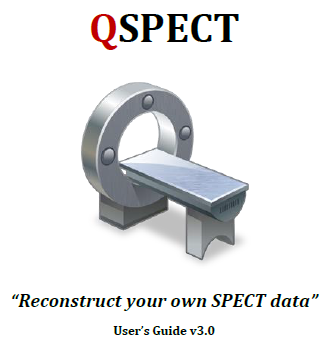 QSPECT
“Reconstruct your own SPECT data”
User’s Guide v3.0